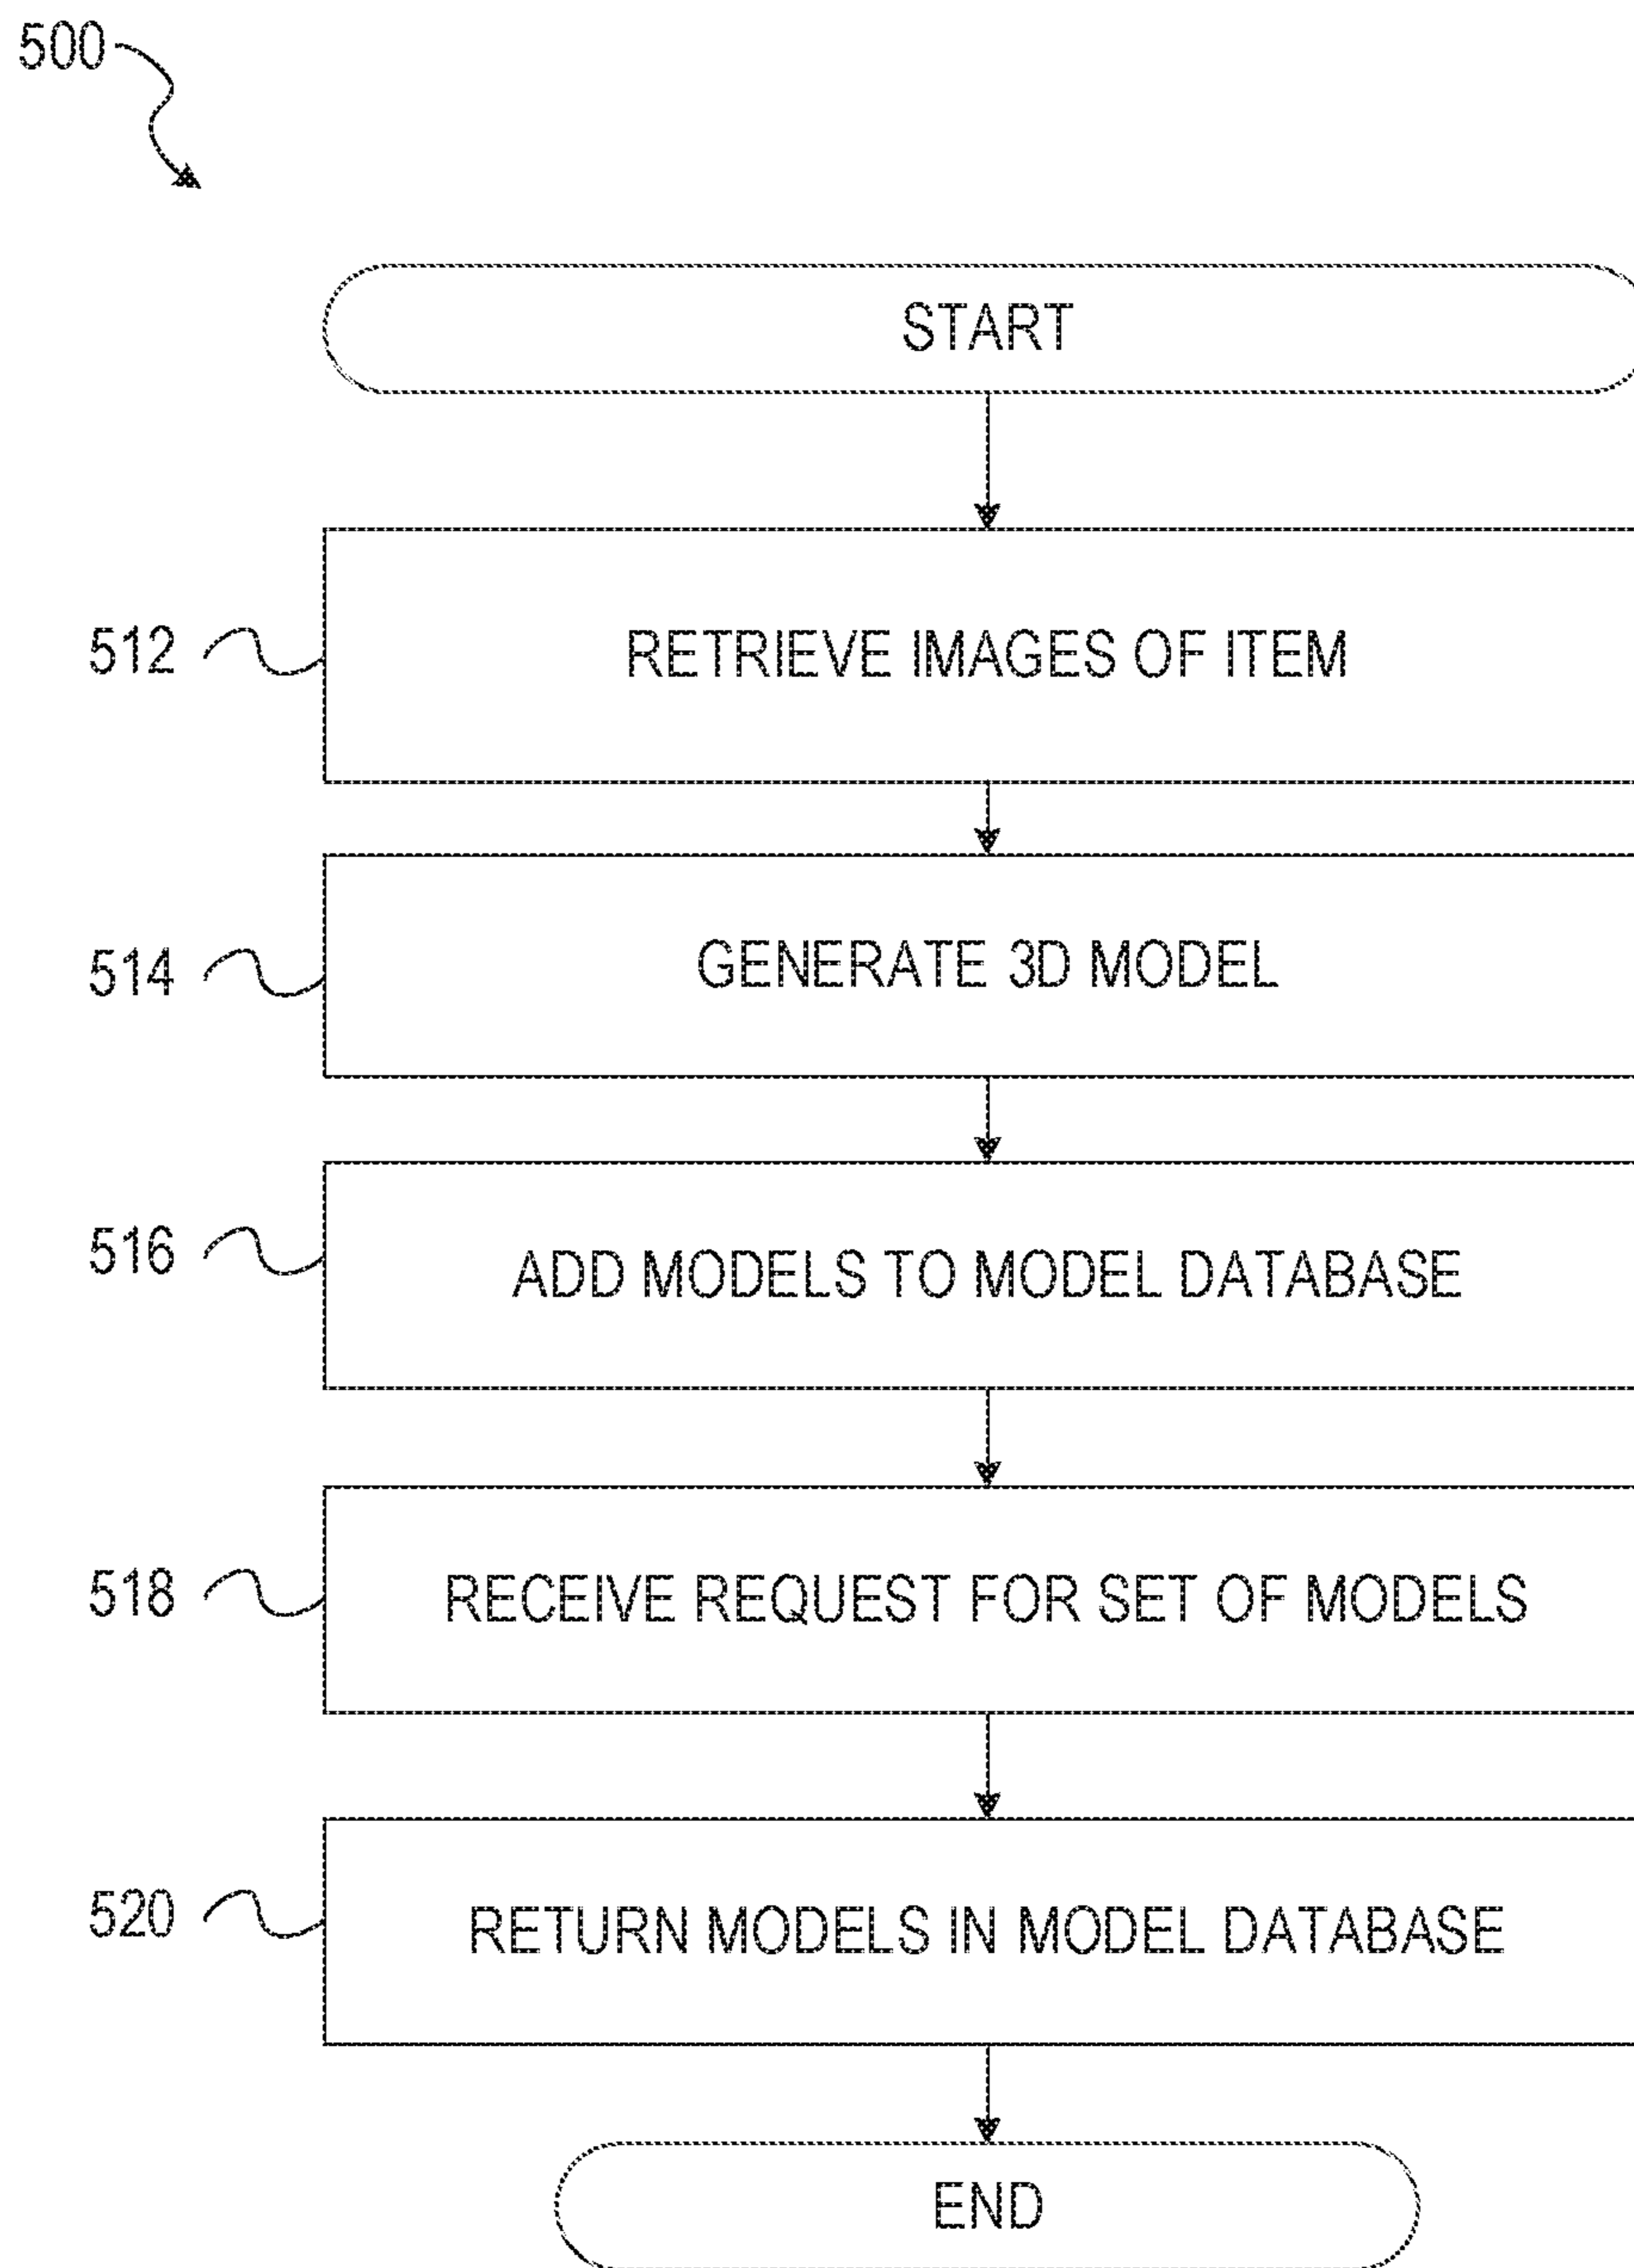 500
START
512 RETRIEVE IMAGES OF ITEM
514 GENERATE 3D MODEL
516 ADD MODELS TO MODEL DATABASE
518 RECEIVE REQUEST FOR SET OF MODELS
520 RETURN MODELS IN MODEL DATABASE
END